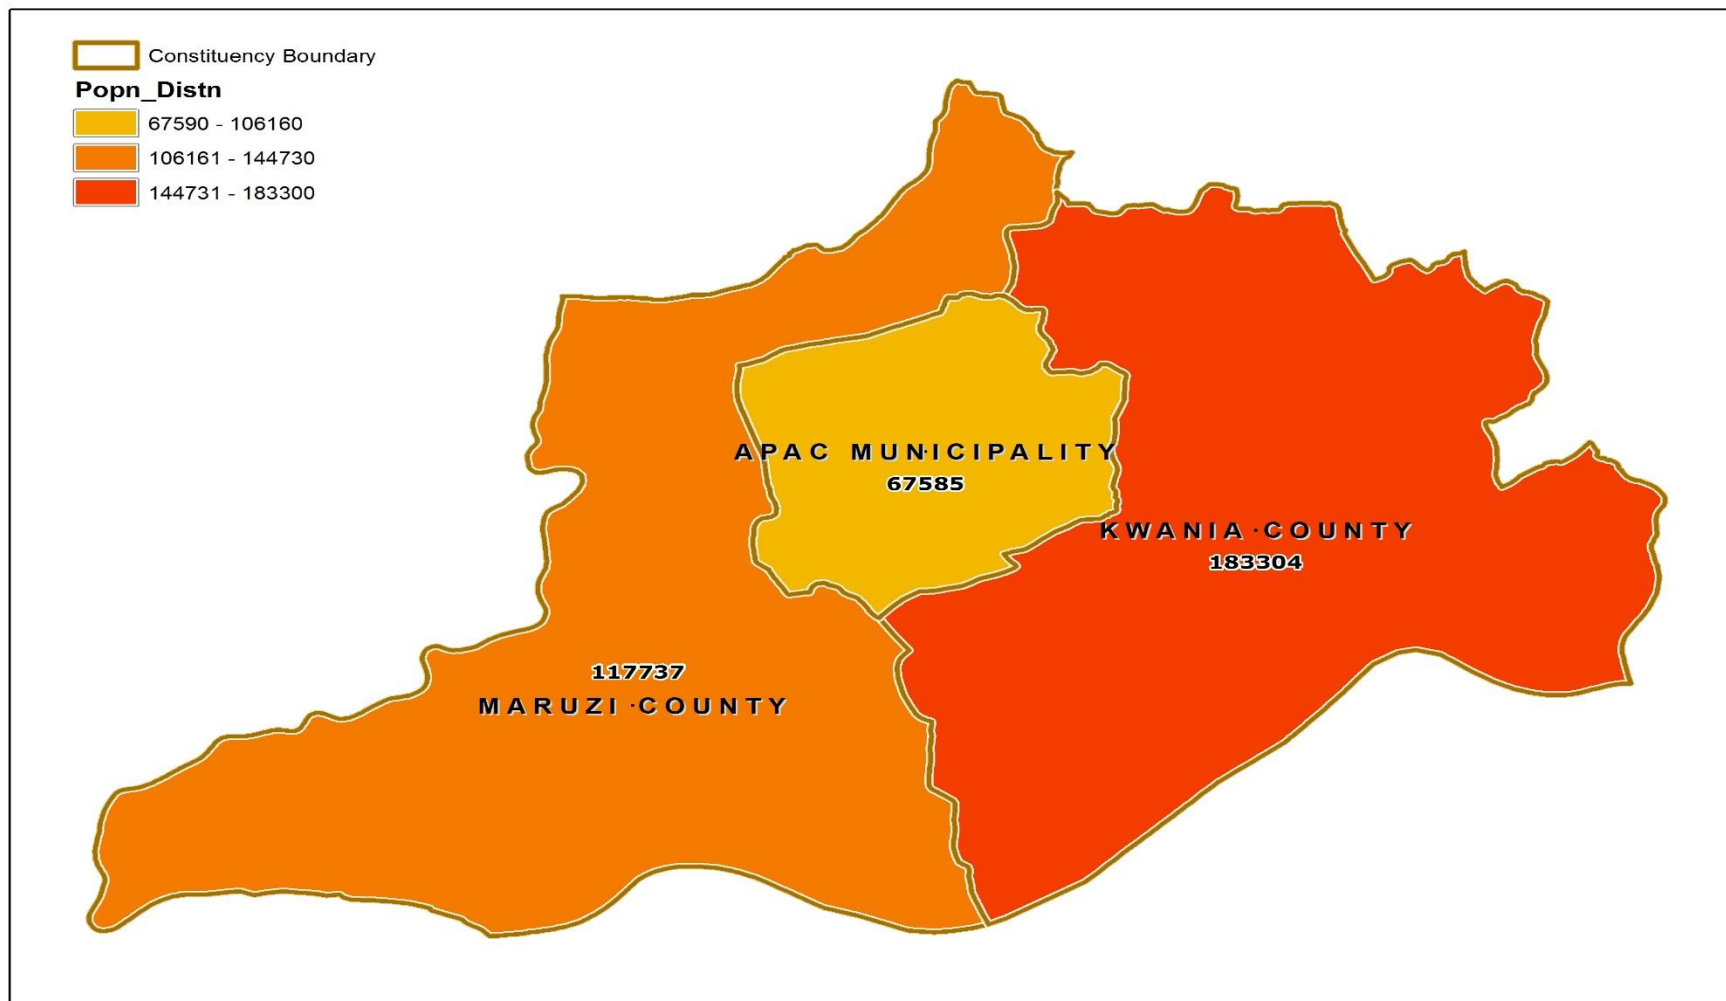 Constituency Boundary
Popn_Distn
67590 - 106160
106161 - 144730
144731 - 183300
APAC MUNICIPALITY
67585
KWANIA COUNTY
183304
117737
MARUZI COUNTY